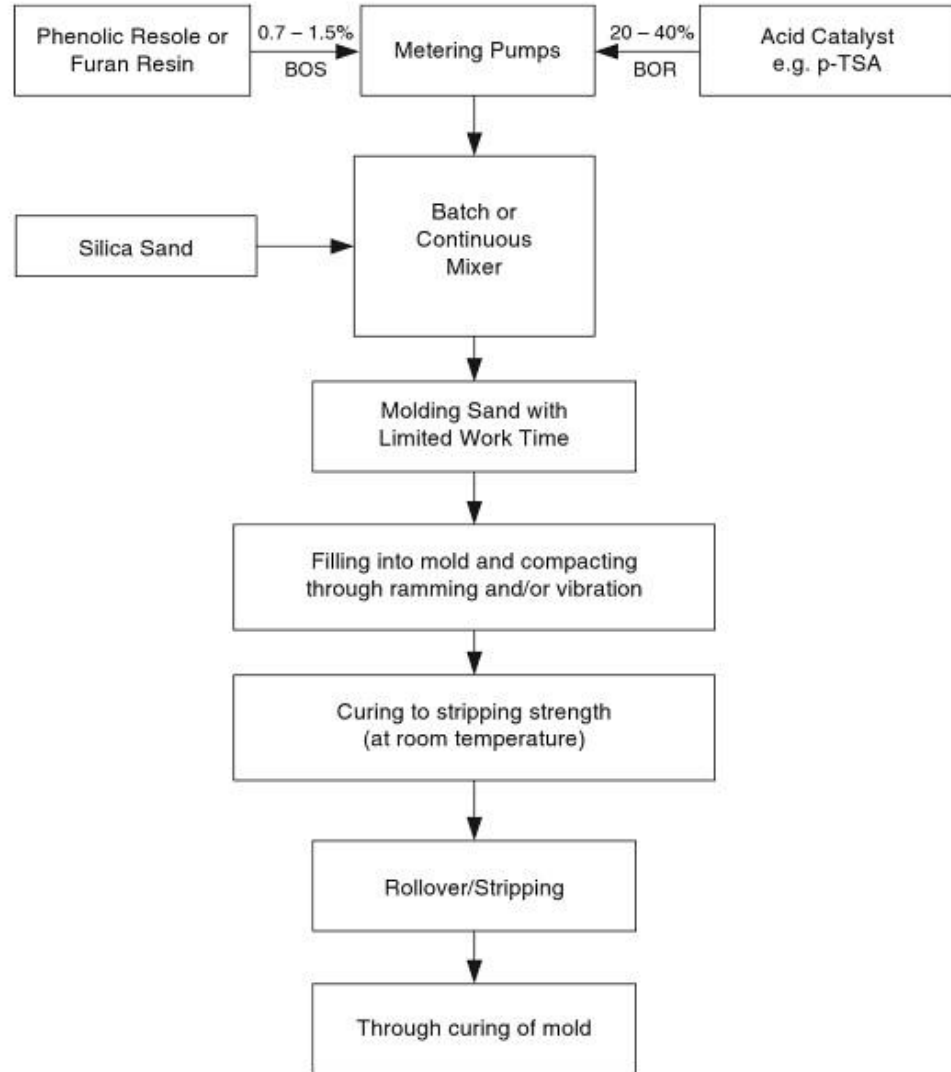 Phenolic Resole or
Furan Resin
0.7 – 1.5%
BOS
Metering Pumps
20 – 40%
BOR
Acid Catalyst
e.g. p-TSA
Silica Sand
Batch or
Continuous
Mixer
Molding Sand with
Limited Work Time
Filling into mold and compacting
through ramming and/or vibration
Curing to stripping strength
(at room temperature)
Rollover/Stripping
Through curing of mold